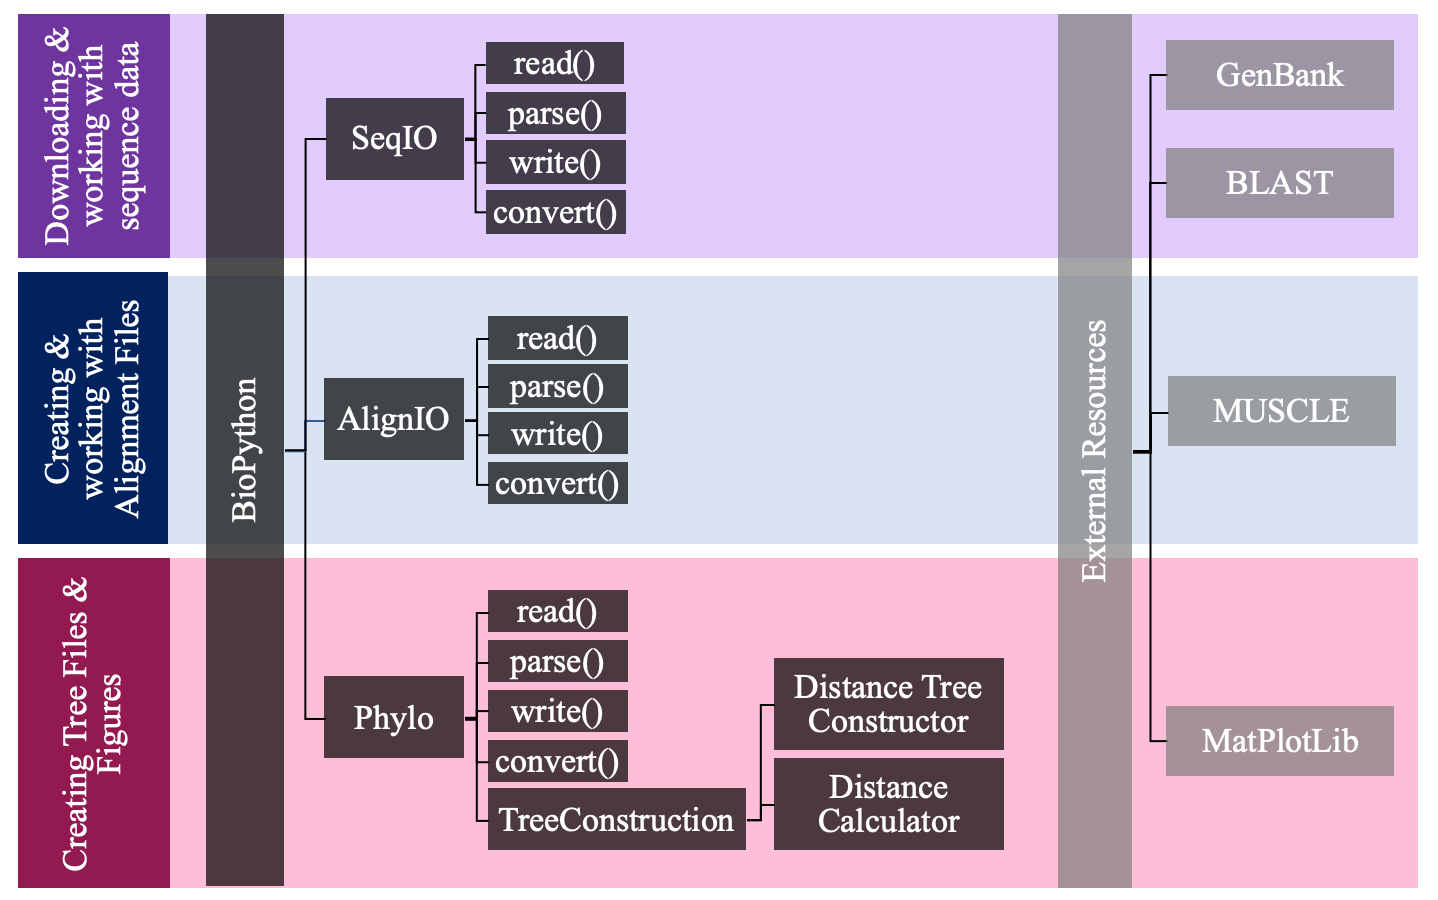 Downloading &
working with
sequence data
Creating &
working with
Alignment Files
Creating Tree Files &
Figures
BioPython
SeqIO
read()
parse()
write()
convert()
AlignIO
read()
parse()
write()
convert()
Phylo
read()
parse()
write()
convert()
TreeConstruction
Distance Tree
Constructor
Distance
Calculator
External Resources
GenBank
BLAST
MUSCLE
MatPlotLib